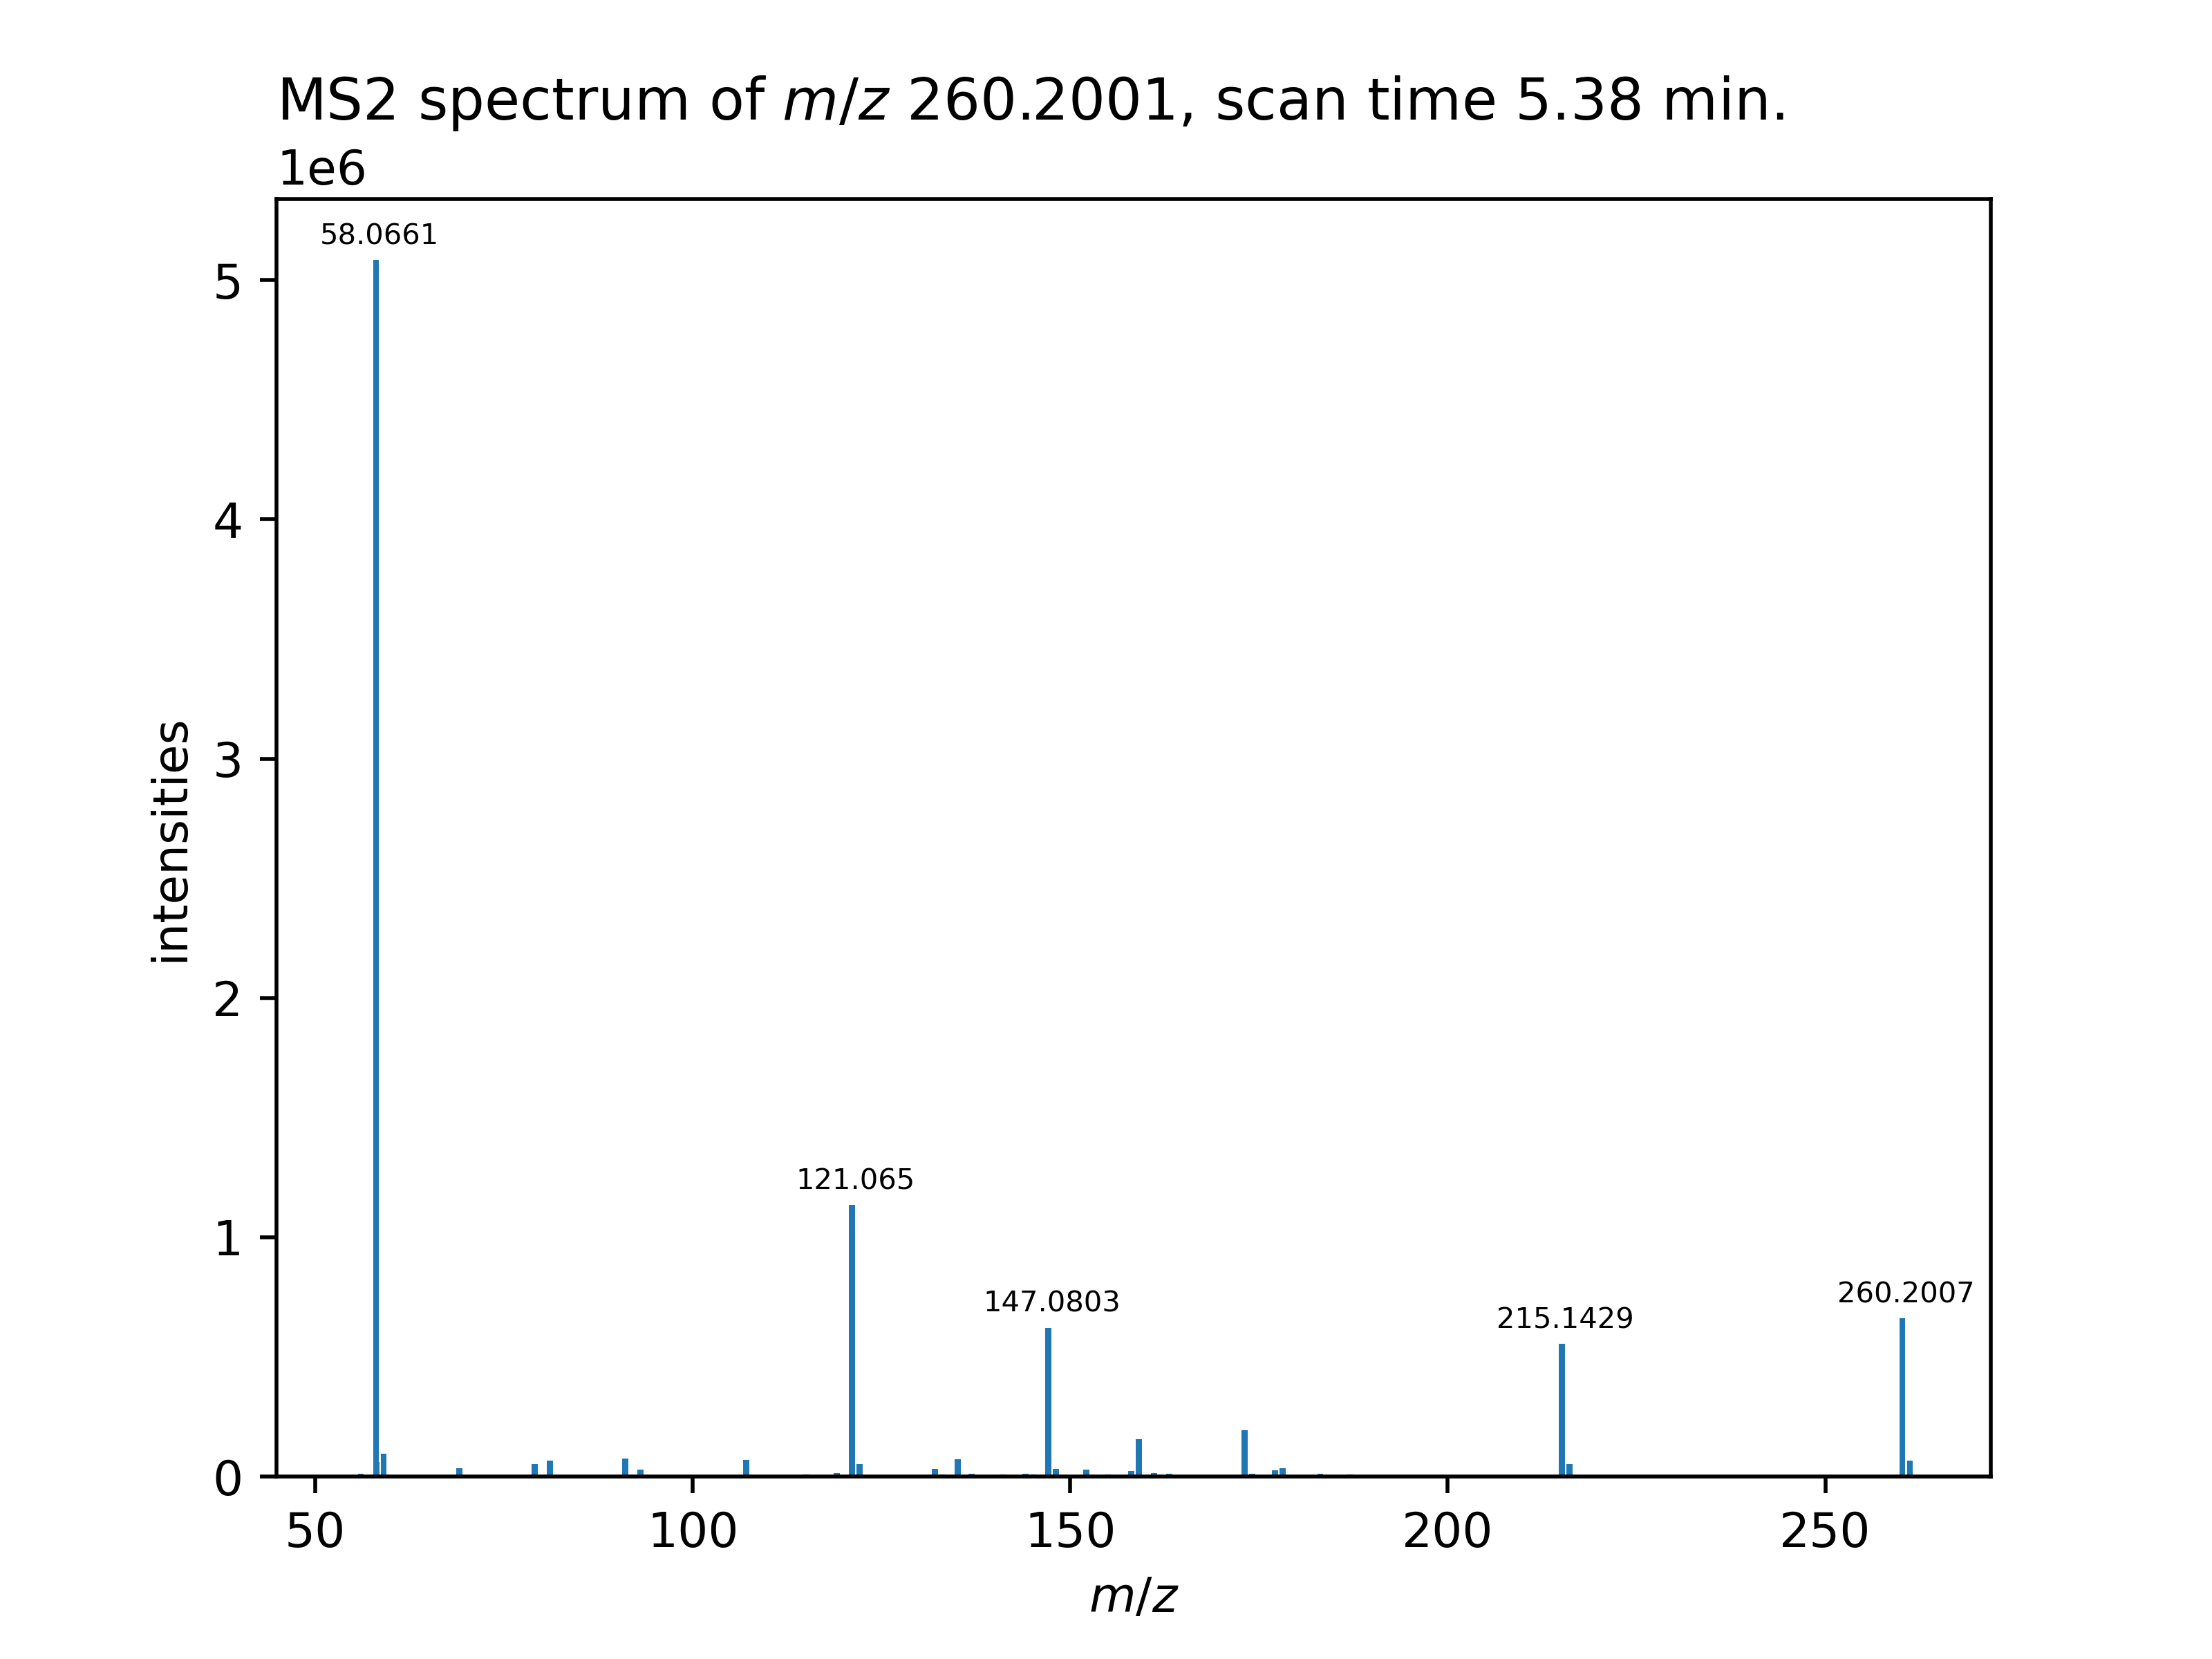 MS2 spectrum of m/z 260.2001, scan time 5.38 min.
1e6
58.0661
5
4
3
2
121.065
1
147.0803
215.1429
260.2007
0
50 100 150 200 250
m/z
intensities